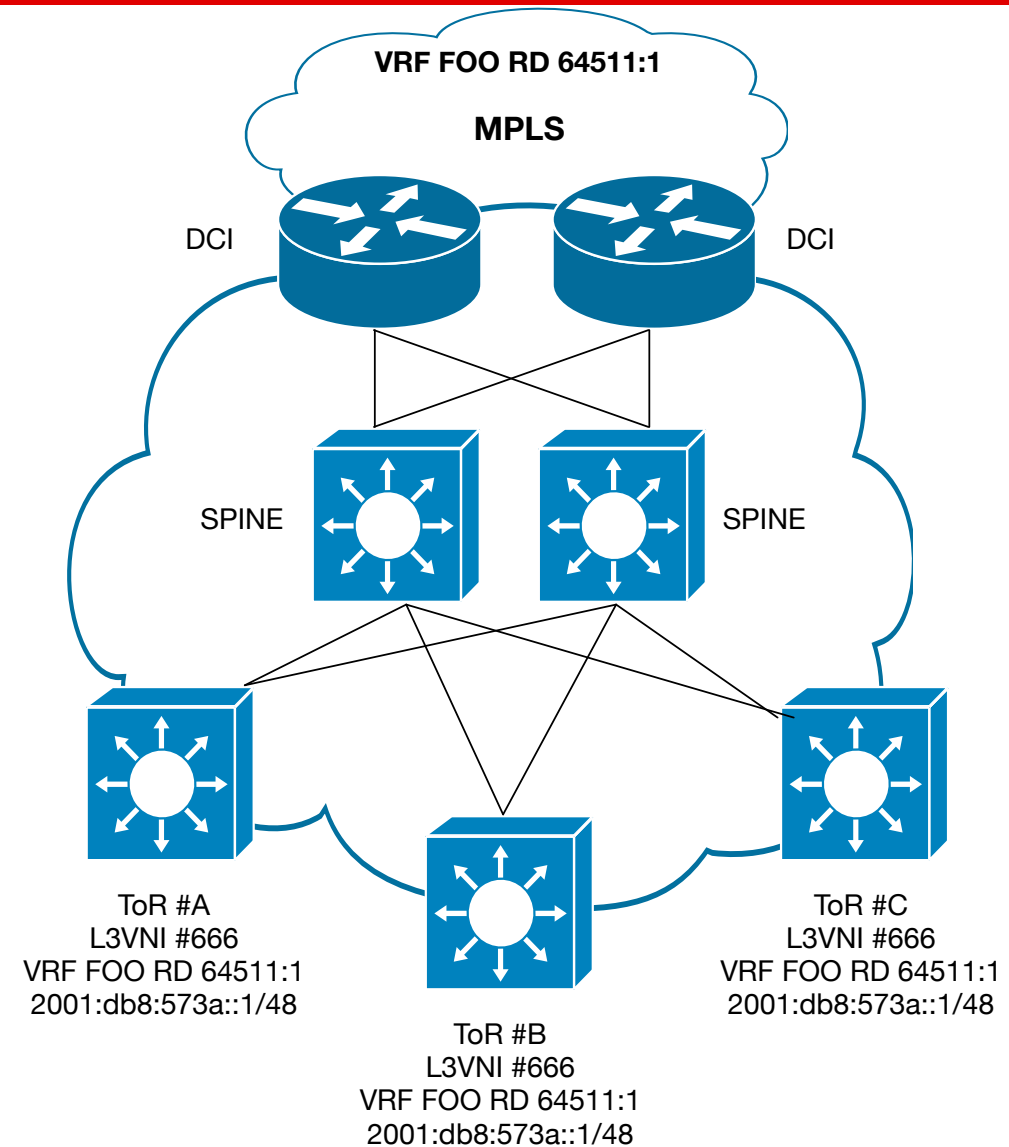 VRF FOO RD 64511:1
MPLS
DCI
DCI
SPINE
SPINE
ToR #A
L3VNI #666
VRF FOO RD 64511:1
2001:db8:573a::1/48
ToR #B
L3VNI #666
VRF FOO RD 64511:1
2001:db8:573a::1/48
ToR #C
L3VNI #666
VRF FOO RD 64511:1
2001:db8:573a::1/48